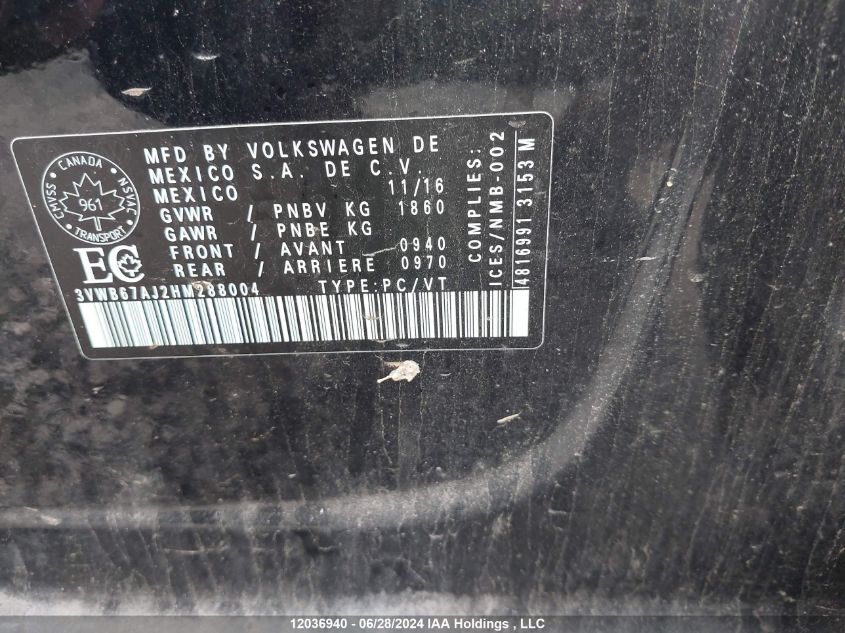 CANADA
CMVSS
NSVAC
961
TRANSPORT
EC
MFD BY VOLKSWAGEN DE
MEXICO S.A. DE C.V.
MEXICO 11/16
GVWR / PNBV KG 1860
GAWR / PNBE KG
FRONT / AVANT 0940
REAR / ARRIERE 0970
3VWB67AJ2HM288004 TYPE:PC/VT
COMPLIES.:
ICES/NMB-002
4816991 3153 M
12036940 - 06/28/2024 IAA Holdings , LLC